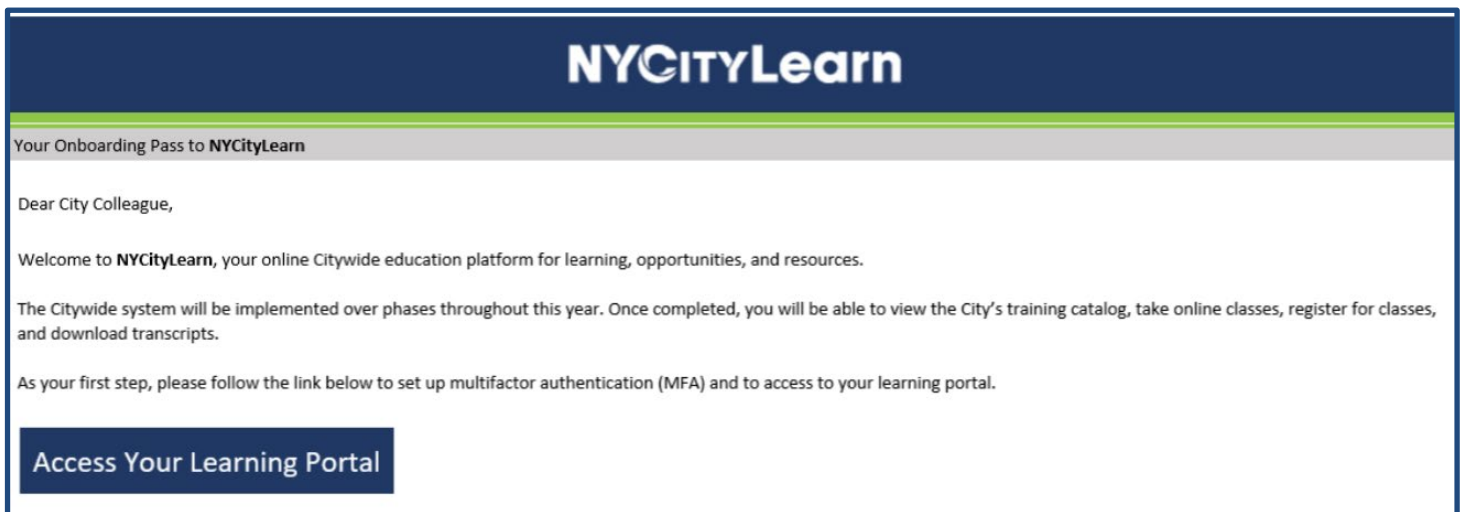 NYCITYLearn
Your Onboarding Pass to NYCityLearn
Dear City Colleague,
Welcome to NYCityLearn, your online Citywide education platform for learning, opportunities, and resources.
The Citywide system will be implemented over phases throughout this year. Once completed, you will be able to view the City’s training catalog, take online classes, register for classes,
and download transcripts.
As your first step, please follow the link below to set up multifactor authentication (MFA) and to access to your learning portal.
Access Your Learning Portal